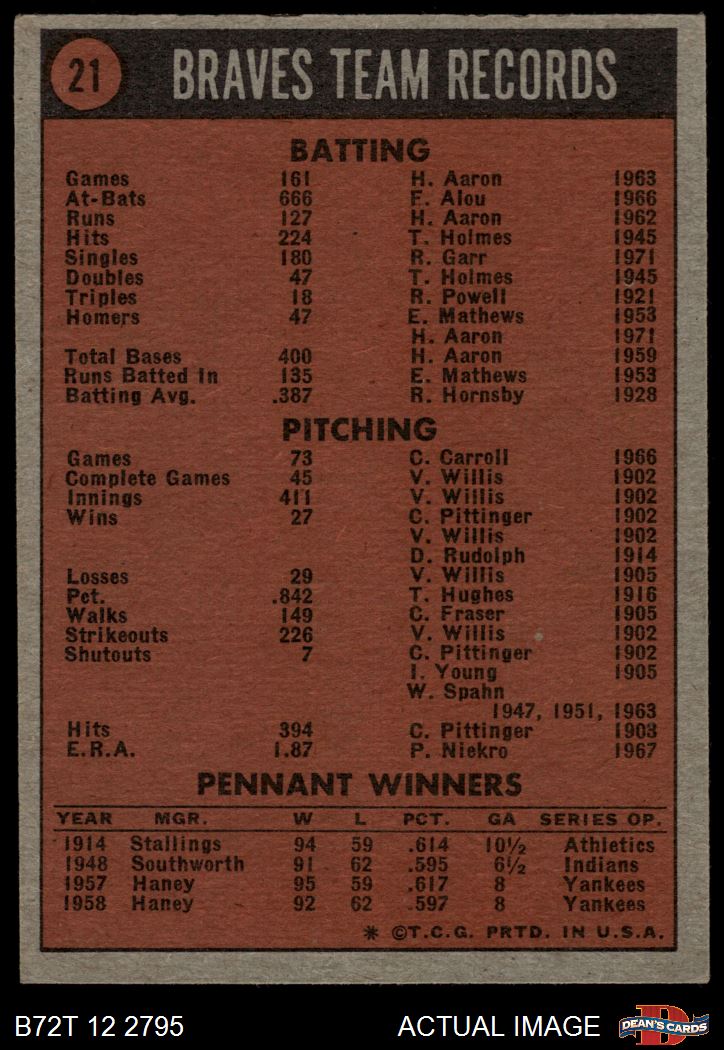 21 BRAVES TEAM RECORDS
BATTING
Games 161 H. Aaron 1963
At-Bats 666 F. Alou 1966
Runs 127 H. Aaron 1962
Hits 224 T. Holmes 1945
Singles 180 R. Garr 1971
Doubles 47 T. Holmes 1945
Triples 18 R. Powell 1921
Homers 47 E. Mathews 1953
H. Aaron 1971
Total Bases 400 H. Aaron 1959
Runs Batted In 135 E. Mathews 1953
Batting Avg. .387 R. Hornsby 1928
PITCHING
Games 73 C. Carroll 1966
Complete Games 45 V. Willis 1902
Innings 411 V. Willis 1902
Wins 27 C. Pittinger 1902
V. Willis 1902
D. Rudolph 1914
Losses 29 V. Willis 1905
Pct. .842 T. Hughes 1916
Walks 149 C. Fraser 1905
Strikeouts 226 V. Willis 1902
Shutouts 7 C. Pittinger 1902
I. Young 1905
W. Spahn
1947, 1951, 1963
Hits 394 C. Pittinger 1903
E.R.A. 1.87 P. Niekro 1967
PENNANT WINNERS
YEAR MGR. W L PCT. GA SERIES OP.
1914 Stallings 94 59 .614 10½ Athletics
1948 Southworth 91 62 .595 6½ Indians
1957 Haney 95 59 .617 8 Yankees
1958 Haney 92 62 .597 8 Yankees
* ©T.C.G. PRTD. IN U.S.A.
B72T 12 2795 ACTUAL IMAGE D DEAN'S CARDS